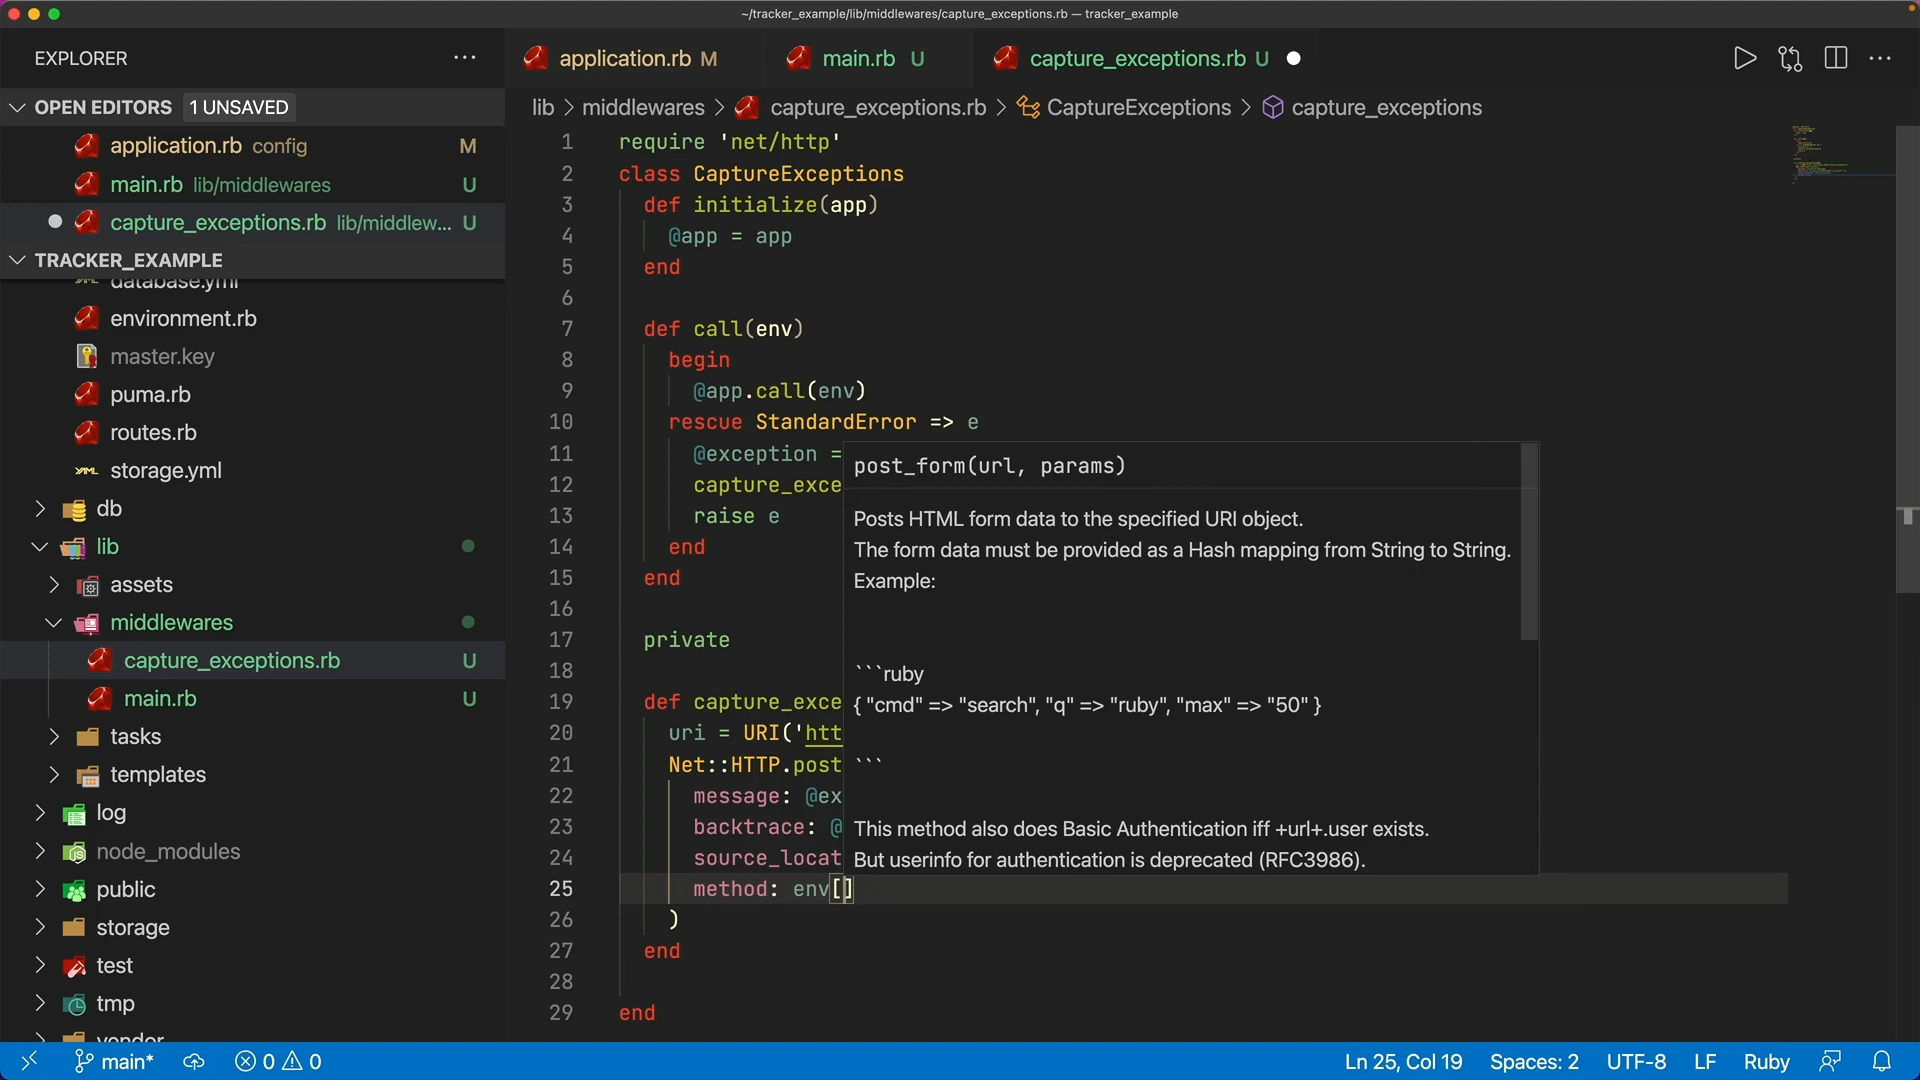 ~/tracker_example/lib/middlewares/capture_exceptions.rb — tracker_example
EXPLORER
application.rb M
main.rb U
capture_exceptions.rb U
OPEN EDITORS 1 UNSAVED
lib > middlewares > capture_exceptions.rb > CaptureExceptions > capture_exceptions
application.rb config M
main.rb lib/middlewares U
capture_exceptions.rb lib/middlew... U
TRACKER_EXAMPLE
database.yml
environment.rb
master.key
puma.rb
routes.rb
storage.yml
db
lib
assets
middlewares
capture_exceptions.rb U
main.rb U
tasks
templates
log
node_modules
public
storage
test
tmp
vendor
1 require 'net/http'
2 class CaptureExceptions
3 def initialize(app)
4 @app = app
5 end
6
7 def call(env)
8 begin
9 @app.call(env)
10 rescue StandardError => e
11 @exception =
12 capture_exce
13 raise e
14 end
15 end
16
17 private
18
19 def capture_exce
20 uri = URI('htt
21 Net::HTTP.post
22 message: @ex
23 backtrace: @
24 source_locat
25 method: env[]
26 )
27 end
28
29 end
post_form(url, params)
Posts HTML form data to the specified URI object.
The form data must be provided as a Hash mapping from String to String.
Example:
```ruby
{ "cmd" => "search", "q" => "ruby", "max" => "50" }
```
This method also does Basic Authentication iff +url+.user exists.
But userinfo for authentication is deprecated (RFC3986).
main* 0 0 Ln 25, Col 19 Spaces: 2 UTF-8 LF Ruby